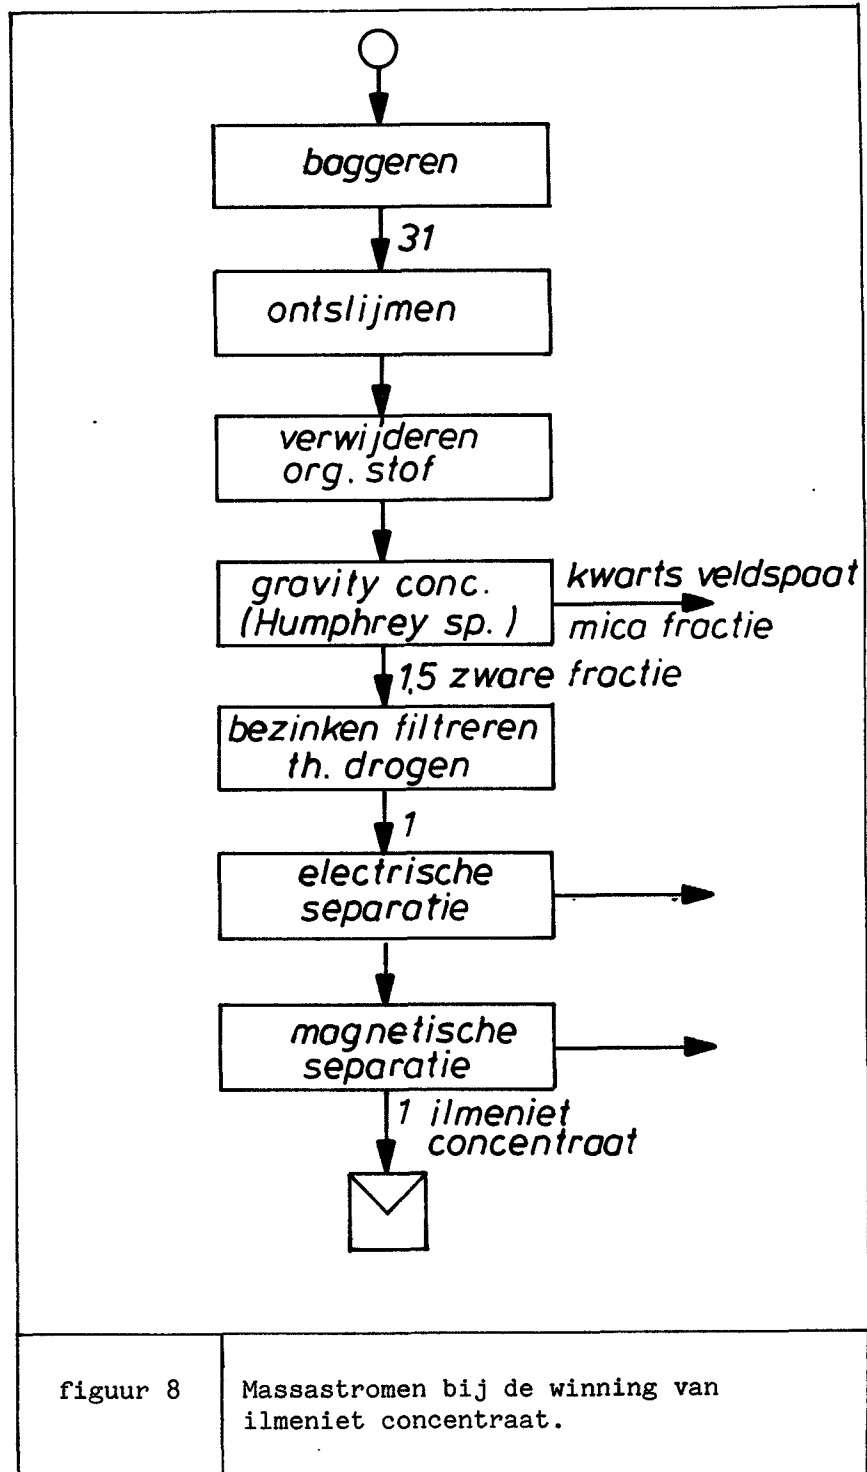 baggeren
31
ontslijmen
verwijderen
org. stof
gravity conc.
(Humphrey sp.)
kwarts veldspaat
mica fractie
1,5 zware fractie
bezinken filtreren
th. drogen
1
electrische
separatie
magnetische
separatie
1 ilmeniet
concentraat
figuur 8
Massastromen bij de winning van
ilmeniet concentraat.